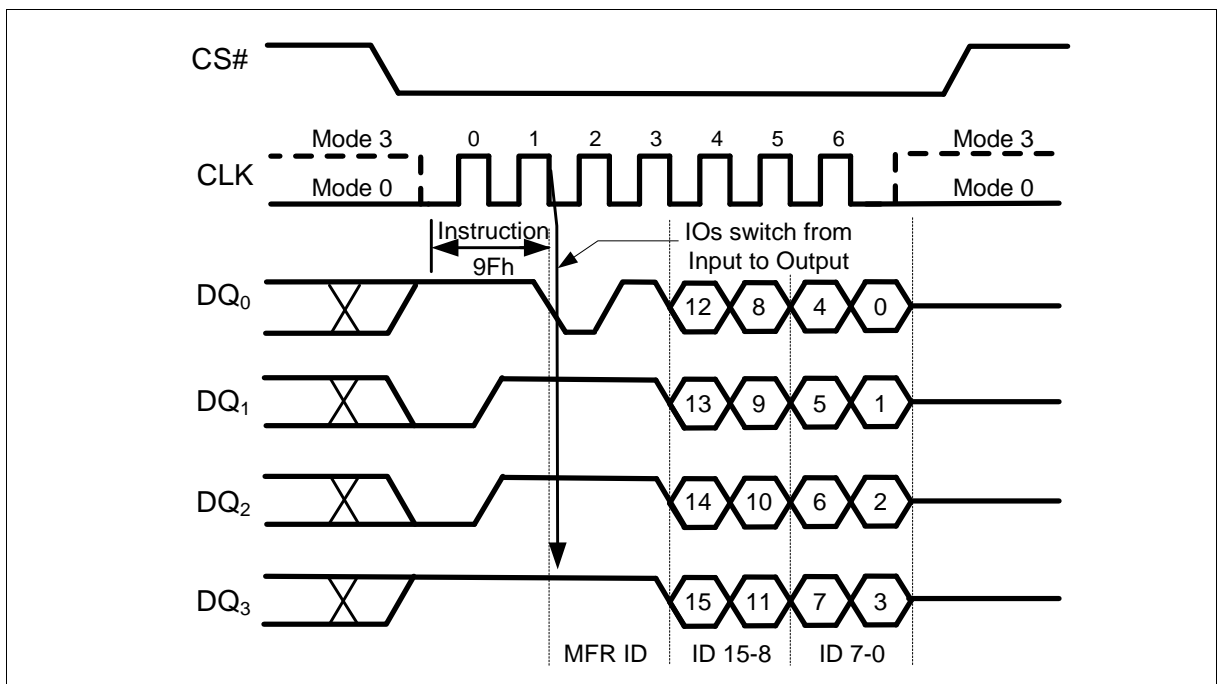 CS#
Mode 3 0 1 2 3 4 5 6 Mode 3
CLK
Mode 0 Mode 0
Instruction IOs switch from
9Fh Input to Output
DQ0 12 8 4 0
DQ1 13 9 5 1
DQ2 14 10 6 2
DQ3 15 11 7 3
MFR ID ID 15-8 ID 7-0